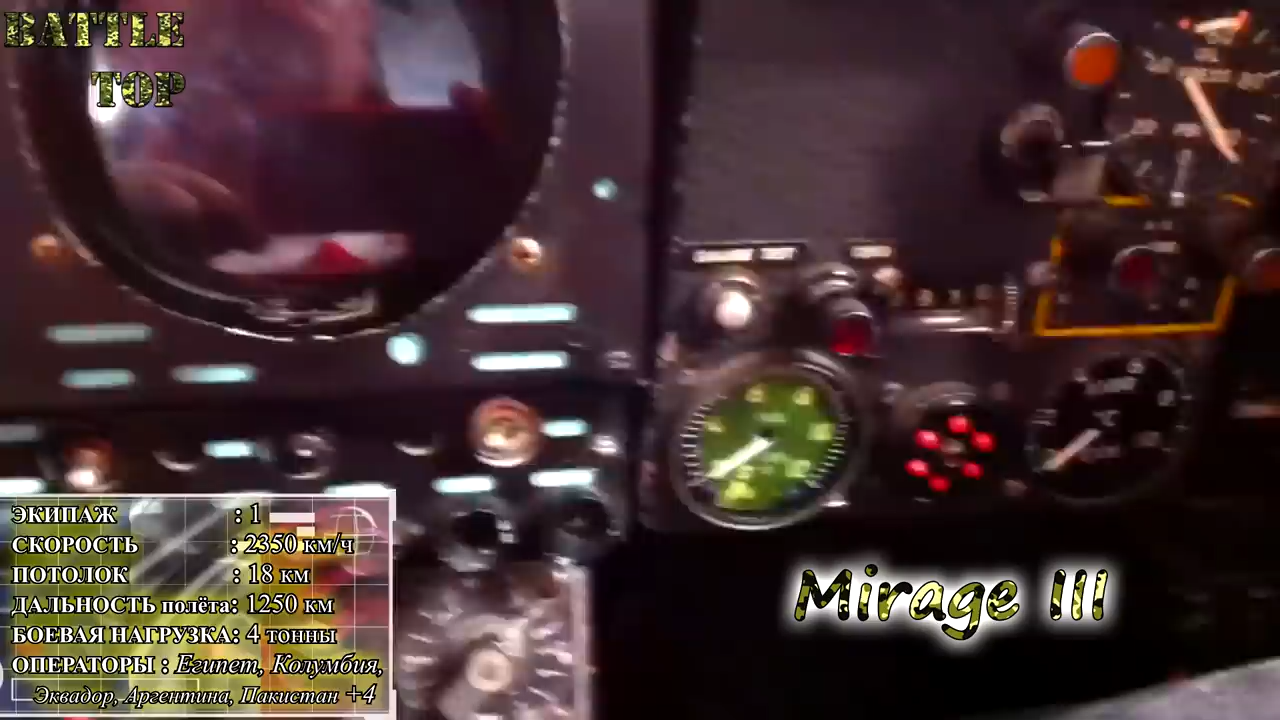 BATTLE
TOP
ЭКИПАЖ : 1
СКОРОСТЬ : 2350 км/ч
ПОТОЛОК : 18 км
ДАЛЬНОСТЬ полёта: 1250 км
БОЕВАЯ НАГРУЗКА: 4 тонны
ОПЕРАТОРЫ : Египет, Колумбия,
Эквадор, Аргентина, Пакистан +4
Mirage III